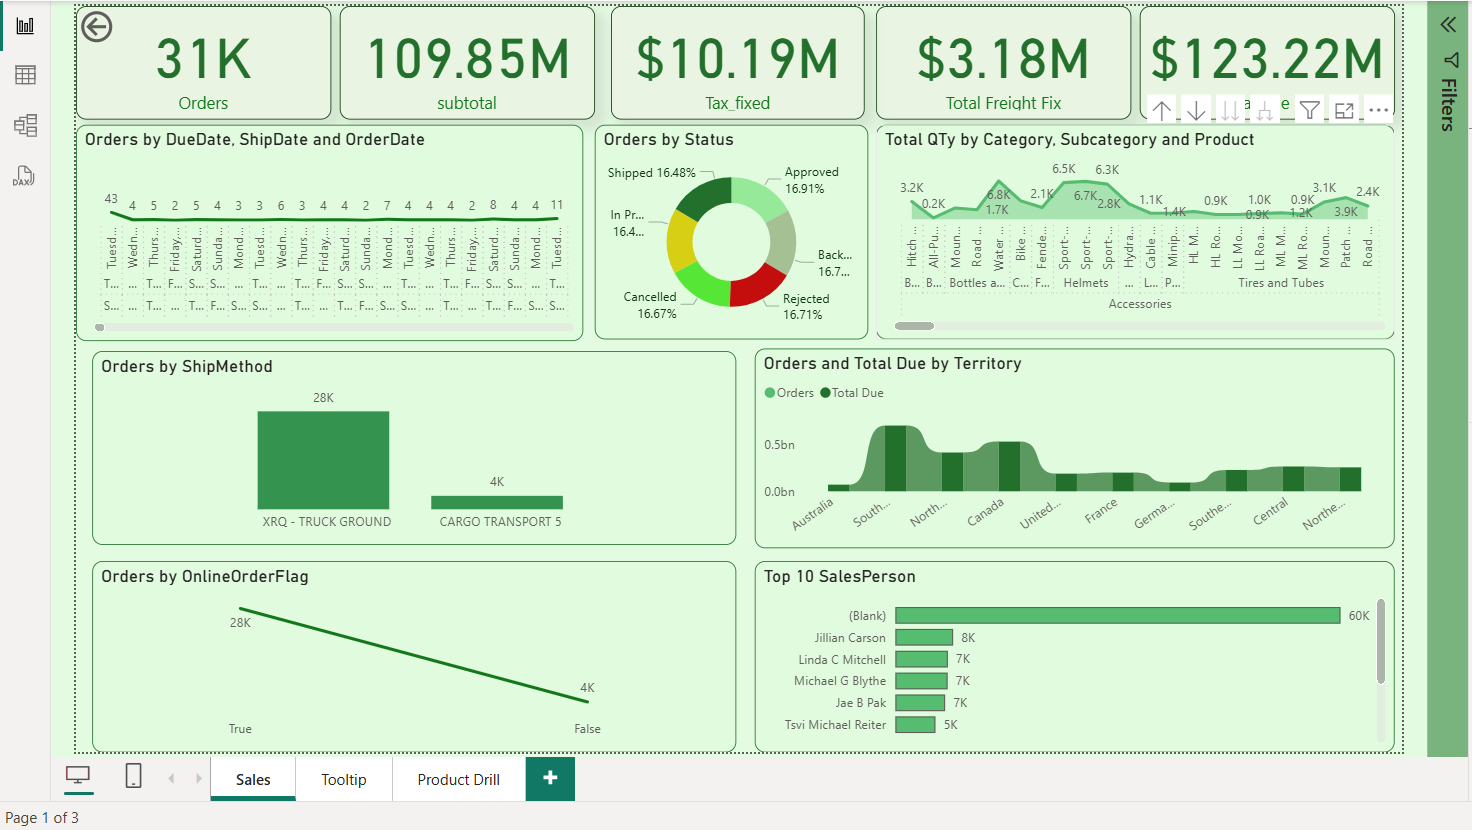 31K
Orders
109.85M
subtotal
$10.19M
Tax_fixed
$3.18M
Total Freight Fix
$123.22M
Filters
Orders by DueDate, ShipDate and OrderDate
43 4 5 2 5 4 3 3 6 3 4 4 2 7 4 4 4 2 8 4 4 11
Tuesd... Wedn... Thurs... Friday,... Saturd... Sunda... Mond... Tuesd... Wedn... Thurs... Friday,... Saturd... Sunda... Mond... Tuesd... Wedn... Thurs... Friday,... Saturd... Sunda... Mond... Tuesd...
Orders by Status
Shipped 16.48%
Approved
16.91%
In Pr...
16.4...
Back...
16.7...
Cancelled
16.67%
Rejected
16.71%
Total QTy by Category, Subcategory and Product
6.5K 6.3K
3.2K 0.2K 6.8K 1.7K 2.1K 6.7K 2.8K 1.1K 1.4K 0.9K 1.0K 0.9K 0.9K 1.2K 3.1K 3.9K 2.4K
Hitch ... All-Pu... Moun... Road ... Water ... Bike ... Fende... Sport-... Sport-... Sport-... Hydra... Cable ... Minip... HL M... HL Ro... LL Mo... LL Roa... ML M... ML Ro... Moun... Patch ... Road ...
B... B... Bottles a... C... F... Helmets ... L... P... Tires and Tubes
Accessories
Orders by ShipMethod
28K
4K
XRQ - TRUCK GROUND
CARGO TRANSPORT 5
Orders and Total Due by Territory
Orders Total Due
0.5bn
0.0bn
Australia South... North... Canada United... France Germa... Southe... Central Northe...
Orders by OnlineOrderFlag
28K
4K
True
False
Top 10 SalesPerson
(Blank) 60K
Jillian Carson 8K
Linda C Mitchell 7K
Michael G Blythe 7K
Jae B Pak 7K
Tsvi Michael Reiter 5K
Sales
Tooltip
Product Drill
Page 1 of 3
DAX